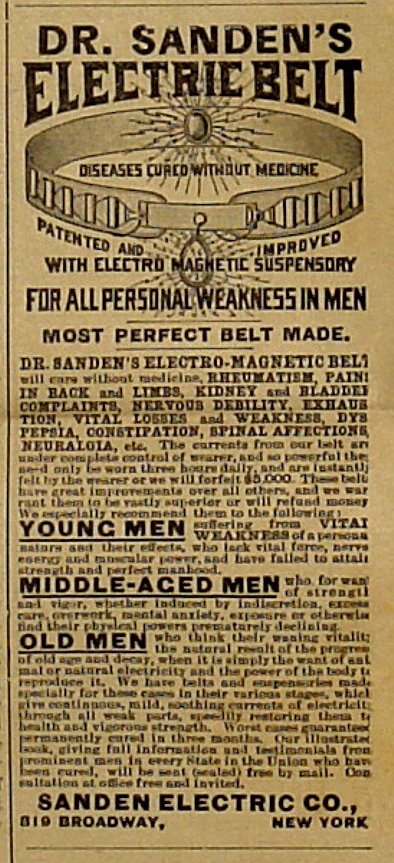 DR. SANDEN'S
ELECTRIC BELT
DISEASES CURED WITHOUT MEDICINE
PATENTED AND IMPROVED
WITH ELECTRO MAGNETIC SUSPENSORY
FOR ALL PERSONAL WEAKNESS IN MEN
MOST PERFECT BELT MADE.
DR. SANDEN'S ELECTRO-MAGNETIC BELT
will cure without medicine, RHEUMATISM, PAIN
IN BACK and LIMBS, KIDNEY and BLADDER
COMPLAINTS, NERVOUS DEBILITY, EXHAUS
TION, VITAL LOSSES and WEAKNESS, DYS
PEPSIA, CONSTIPATION, SPINAL AFFECTIONS,
NEURALGIA, etc. The currents from our belt are
under complete control of wearer, and so powerful they
need only be worn three hours daily, and are instantly
felt by the wearer or we will forfeit $5,000. These belts
have great improvements over all others, and we war
rant them to be vastly superior or will refund money
We especially recommend them to the following:
YOUNG MEN suffering from VITAL
WEAKNESS of a persona
nature and their effects, who lack vital force, nerve
energy and muscular power, and have failed to attain
strength and perfect manhood.
MIDDLE-AGED MEN who, for want
of strength
and vigor, whether induced by indiscretion, excess
care, overwork, mental anxiety, exposure or otherwise
find their physical powers prematurely declining.
OLD MEN who think their waning vitality
the natural result of the progress
of old age and decay, when it is simply the want of ani
mal or natural electricity and the power of the body to
reproduce it. We have belts and suspensories made
specially for these cases in their various stages, which
give continuous, mild, soothing currents of electricity
through all weak parts, speedily restoring them to
health and vigorous strength. Worst cases guaranteed
permanently cured in three months. Our illustrated
book, giving full information and testimonials from
prominent men in every State in the Union who have
been cured, will be sent (sealed) free by mail. Con
sultation at office free and invited.
SANDEN ELECTRIC CO.,
819 BROADWAY, NEW YORK